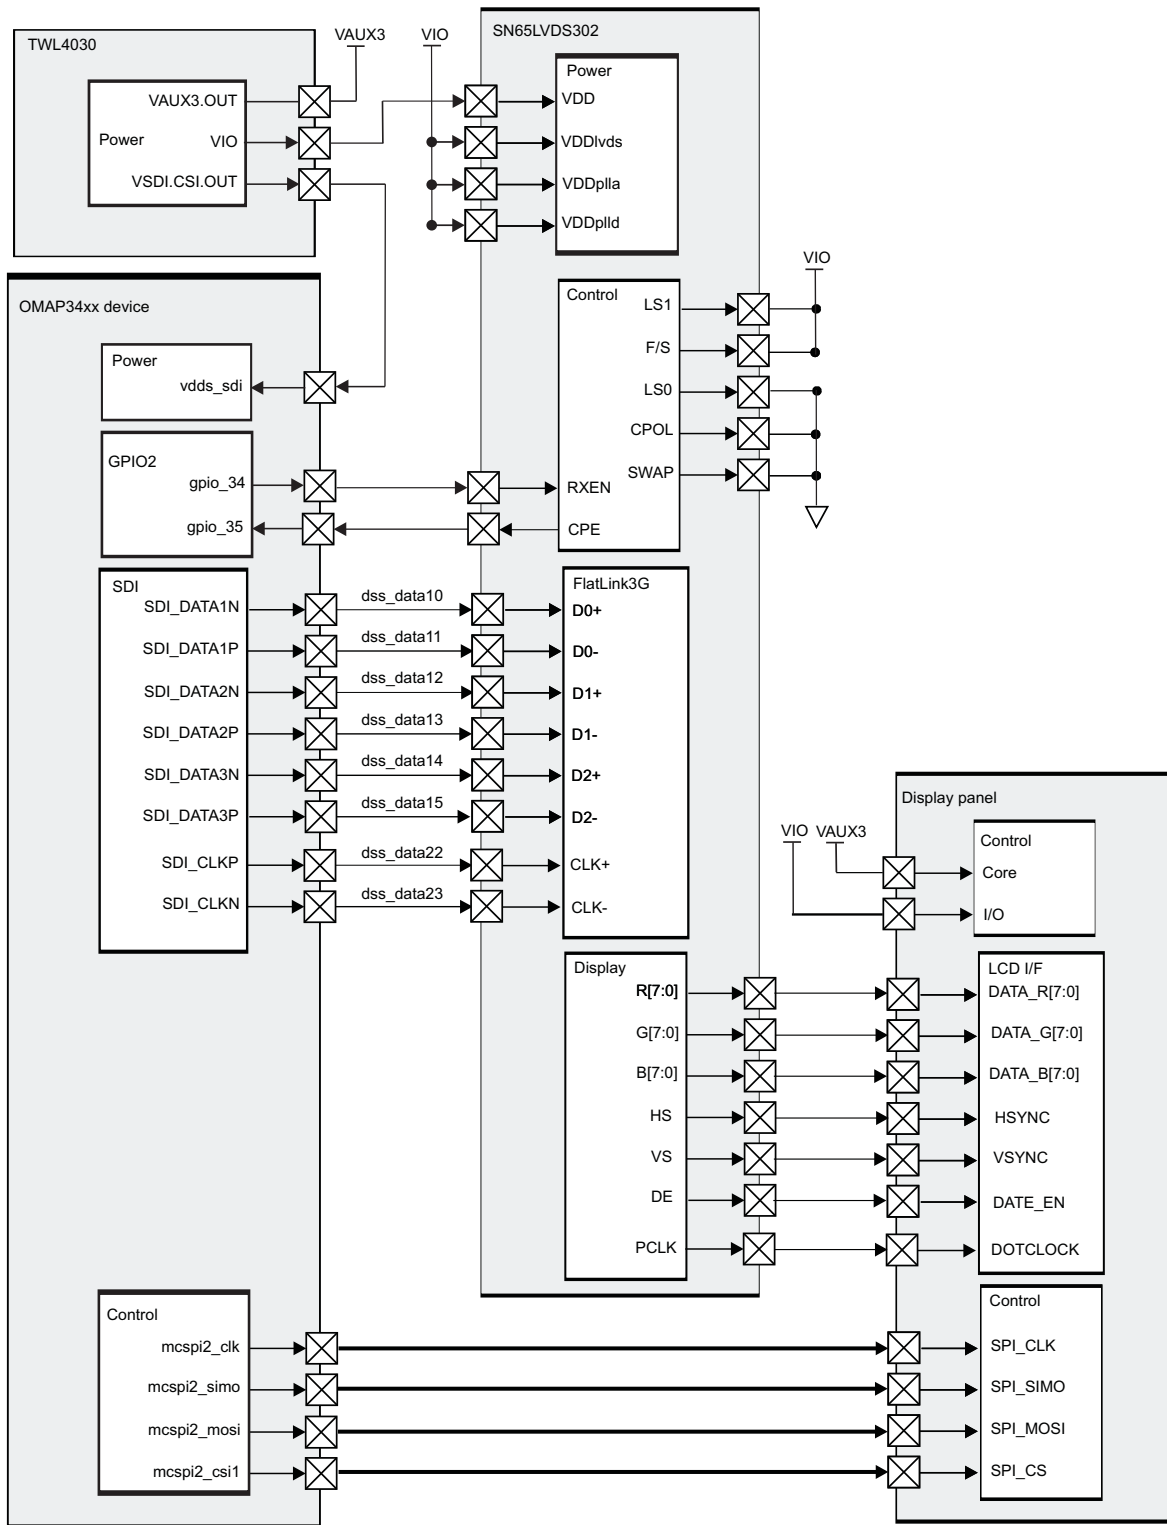 TWL4030
VAUX3
VIO
SN65LVDS302
Power
VAUX3.OUT
VIO
VSDI.CSI.OUT
Power
VDD
VDDlvds
VDDplla
VDDplld
OMAP34xx device
Power
vdds_sdi
GPIO2
gpio_34
gpio_35
Control
LS1
F/S
LS0
CPOL
SWAP
RXEN
CPE
VIO
SDI
SDI_DATA1N
SDI_DATA1P
SDI_DATA2N
SDI_DATA2P
SDI_DATA3N
SDI_DATA3P
SDI_CLKP
SDI_CLKN
dss_data10
dss_data11
dss_data12
dss_data13
dss_data14
dss_data15
dss_data22
dss_data23
FlatLink3G
D0+
D0-
D1+
D1-
D2+
D2-
CLK+
CLK-
Display panel
VIO
VAUX3
Control
Core
I/O
Display
R[7:0]
G[7:0]
B[7:0]
HS
VS
DE
PCLK
LCD I/F
DATA_R[7:0]
DATA_G[7:0]
DATA_B[7:0]
HSYNC
VSYNC
DATE_EN
DOTCLOCK
Control
mcspi2_clk
mcspi2_simo
mcspi2_mosi
mcspi2_csi1
Control
SPI_CLK
SPI_SIMO
SPI_MOSI
SPI_CS